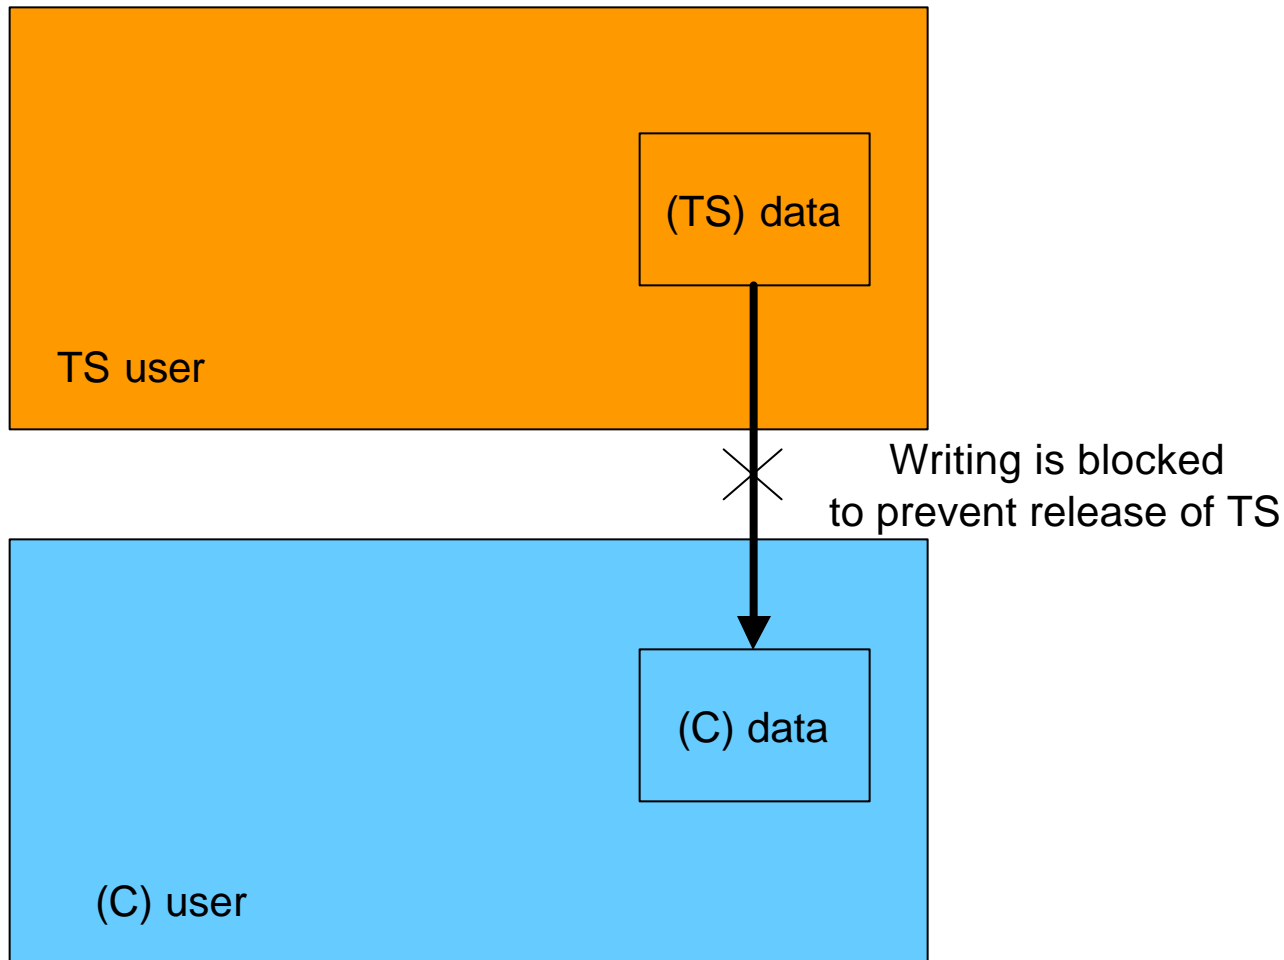 (TS) data
TS user
Writing is blocked
to prevent release of TS
(C) data
(C) user